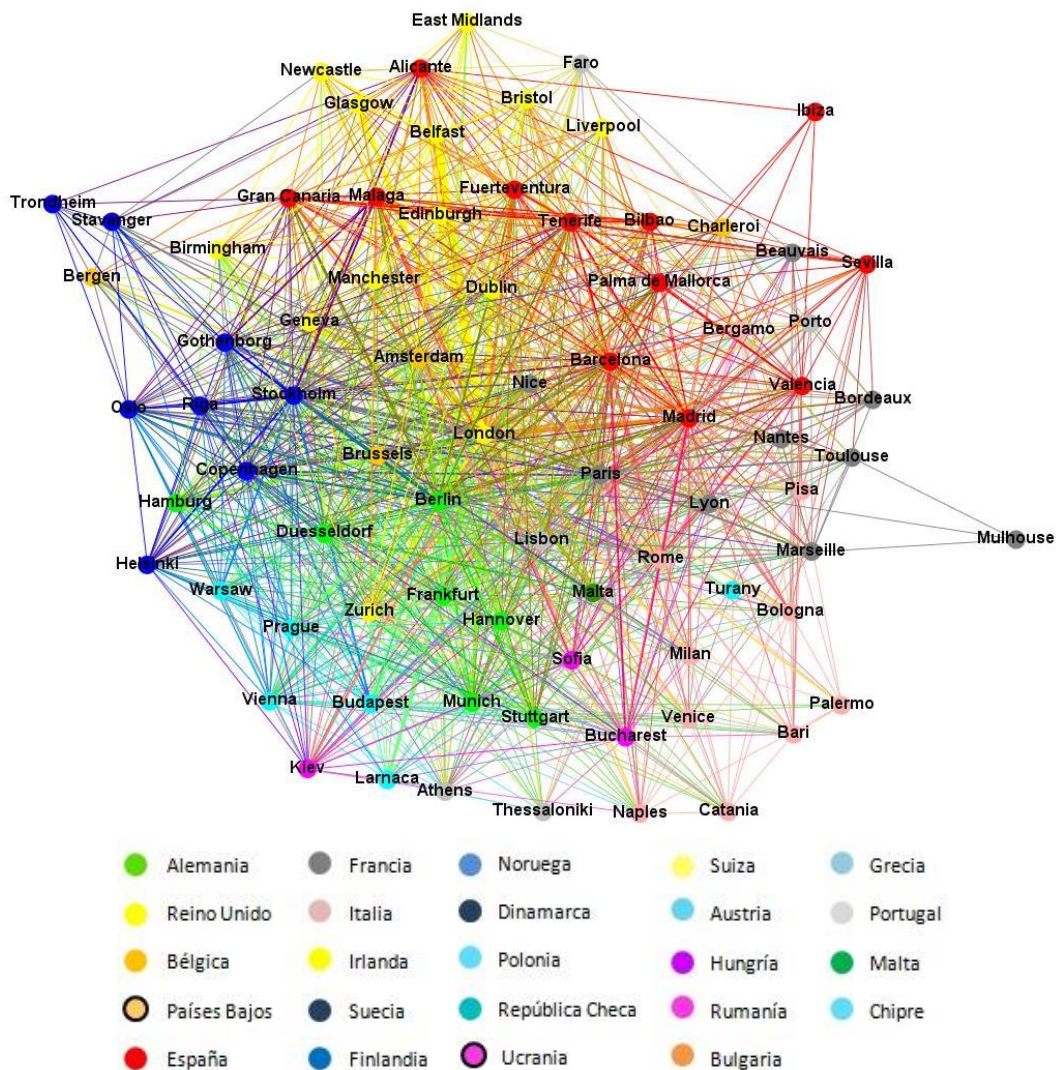 East Midlands
Alicante
Faro
Newcastle
Glasgow
Bristol
Ibiza
Belfast
Liverpool
Trondheim
Stavanger
Gran Canaria
Malaga
Fuerteventura
Edinburgh
Tenerife
Bilbao
Charleroi
Birmingham
Beauvais
Sevilla
Bergen
Manchester
Dublin
Palma de Mallorca
Geneva
Bergamo
Porto
Gothenborg
Amsterdam
Barcelona
Nice
Valencia
Oslo
Riga
Stockholm
Bordeaux
Madrid
London
Nantes
Brussels
Toulouse
Copenhagen
Paris
Hamburg
Berlin
Lyon
Pisa
Duesseldorf
Lisbon
Mulhouse
Helsinki
Rome
Marseille
Warsaw
Frankfurt
Malta
Turany
Zurich
Hannover
Bologna
Prague
Sofia
Milan
Vienna
Budapest
Munich
Stuttgart
Venice
Palermo
Bucharest
Bari
Kiev
Larnaca
Athens
Thessaloniki
Naples
Catania
Alemania Francia Noruega Suiza Grecia
Reino Unido Italia Dinamarca Austria Portugal
Bélgica Irlanda Polonia Hungría Malta
Países Bajos Suecia República Checa Rumanía Chipre
España Finlandia Ucrania Bulgaria